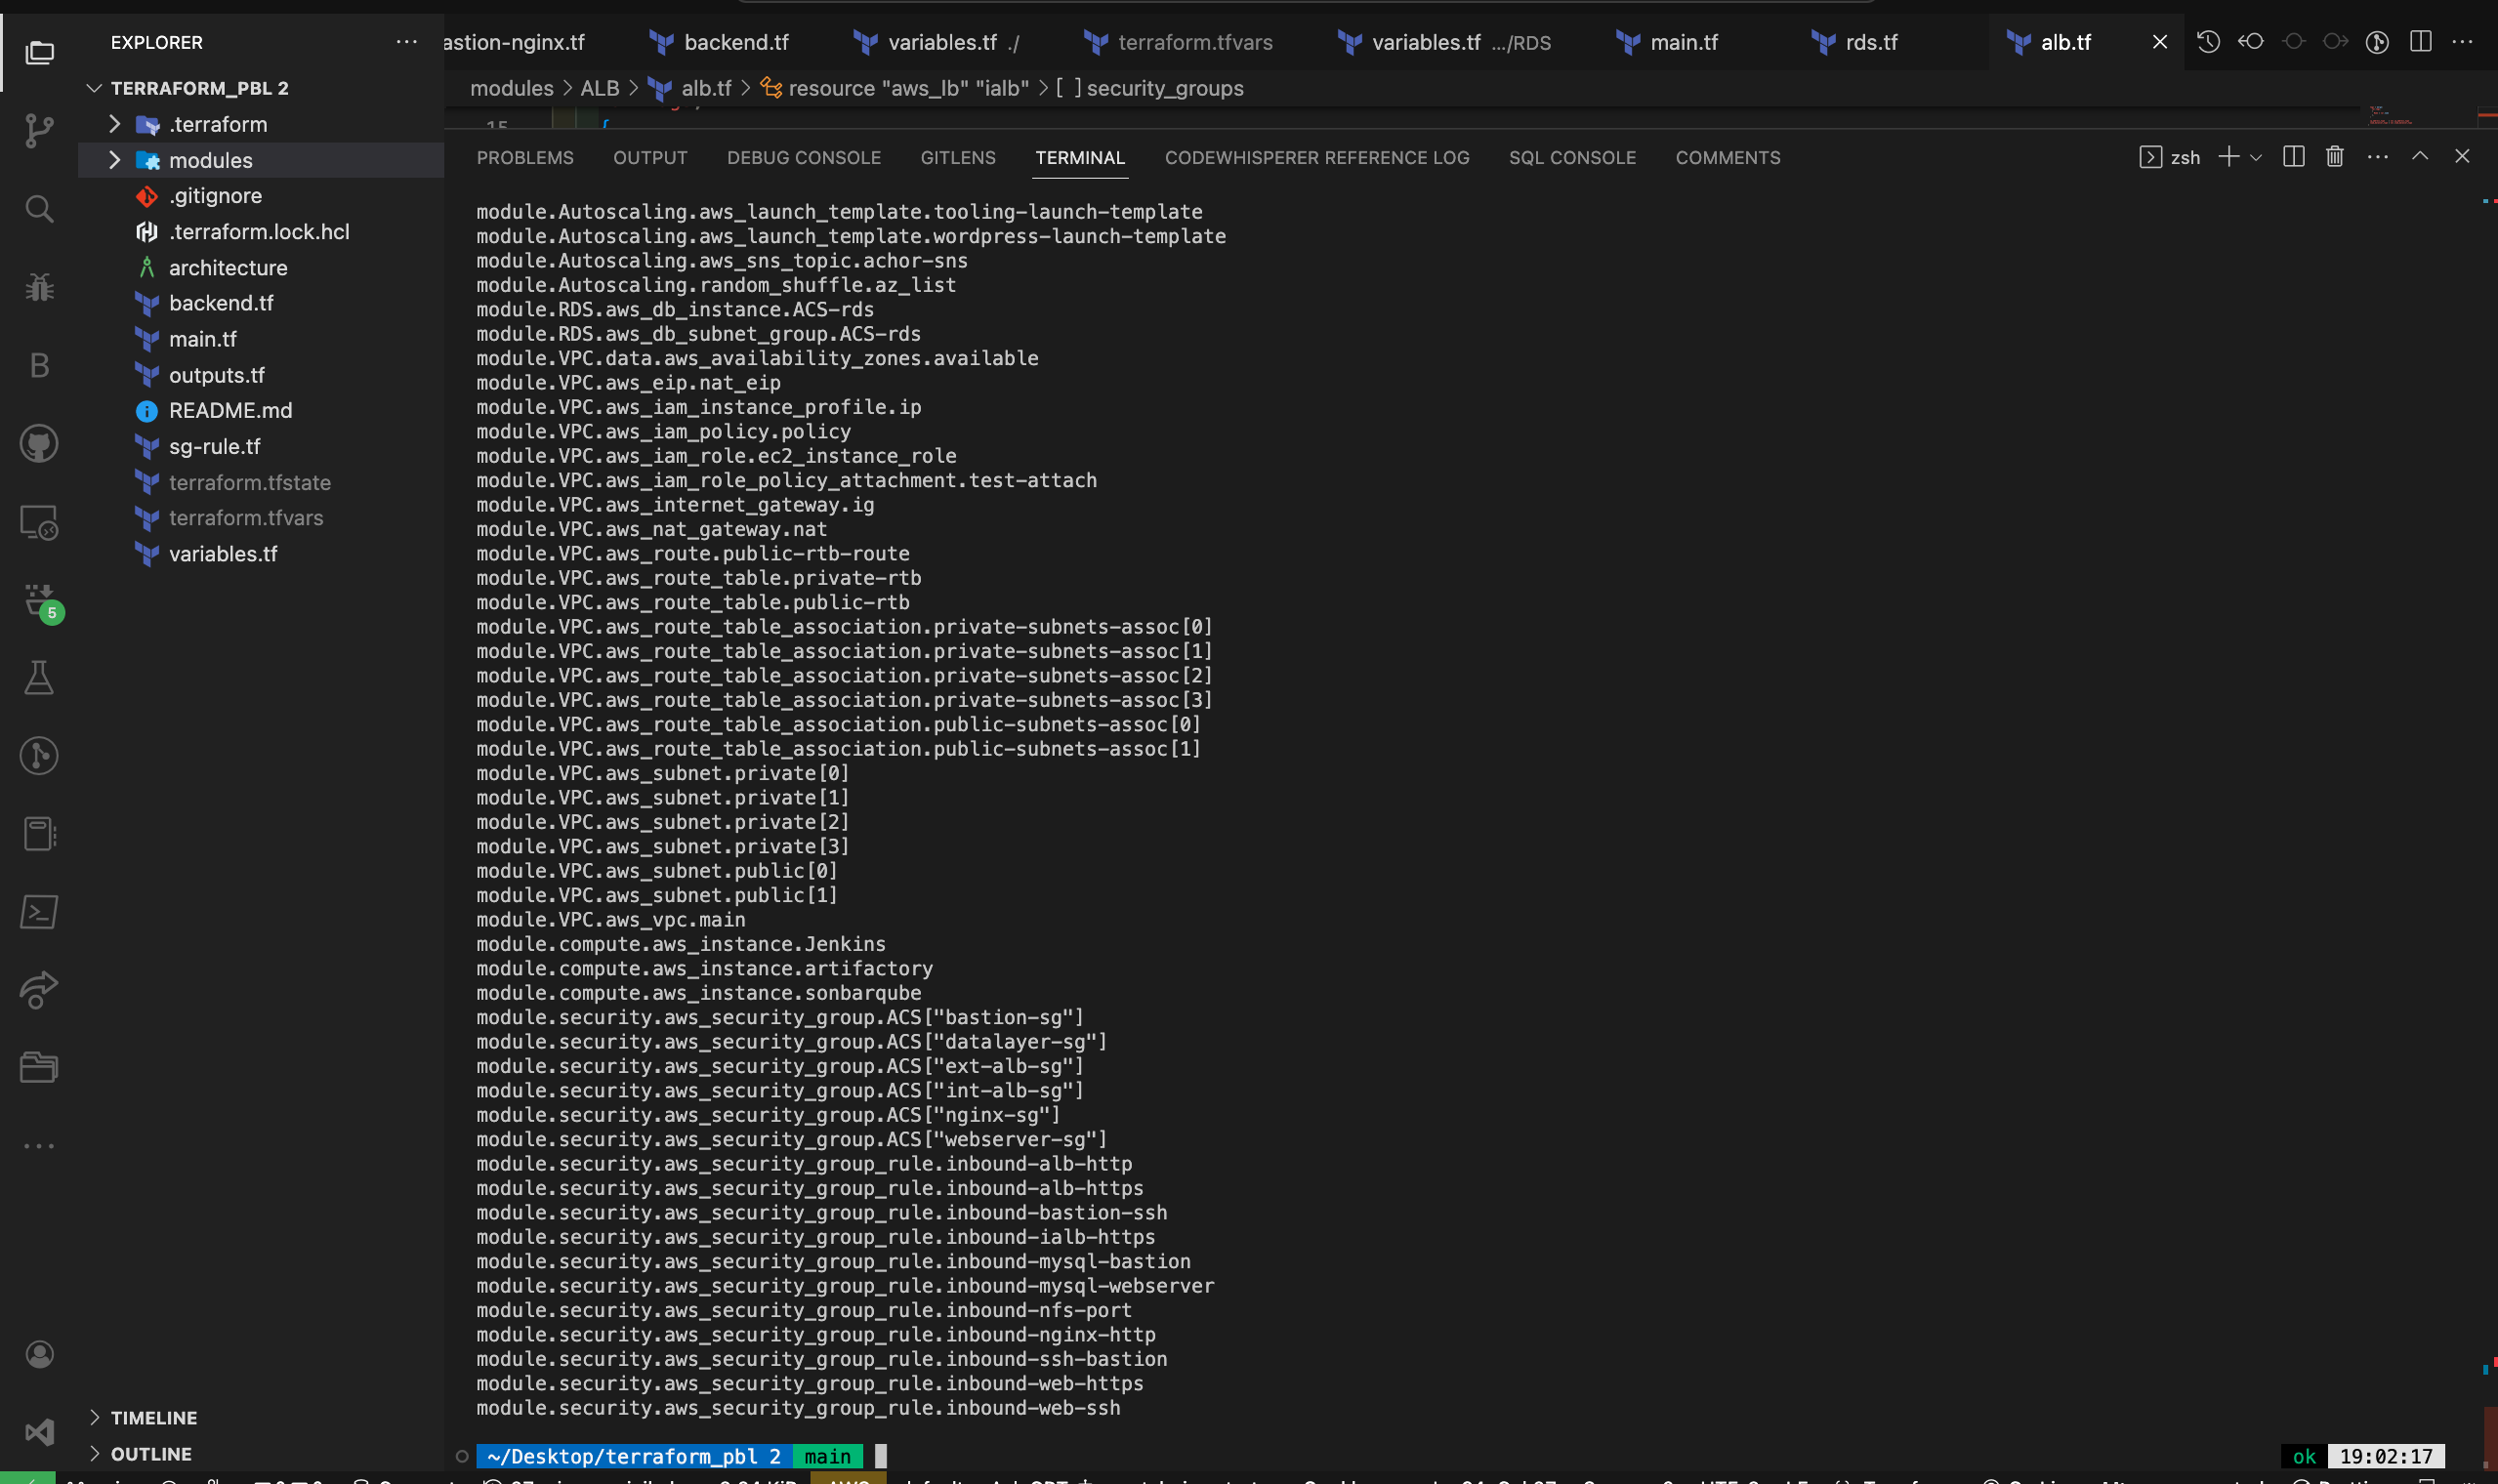 EXPLORER
astion-nginx.tf
backend.tf
variables.tf ./
terraform.tfvars
variables.tf .../RDS
main.tf
rds.tf
alb.tf
TERRAFORM_PBL 2
modules > ALB > alb.tf > resource "aws_lb" "ialb" > [ ] security_groups
.terraform
modules
.gitignore
.terraform.lock.hcl
architecture
backend.tf
main.tf
outputs.tf
README.md
sg-rule.tf
terraform.tfstate
terraform.tfvars
variables.tf
5
TIMELINE
OUTLINE
15
PROBLEMS
OUTPUT
DEBUG CONSOLE
GITLENS
TERMINAL
CODEWHISPERER REFERENCE LOG
SQL CONSOLE
COMMENTS
zsh
module.Autoscaling.aws_launch_template.tooling-launch-template
module.Autoscaling.aws_launch_template.wordpress-launch-template
module.Autoscaling.aws_sns_topic.achor-sns
module.Autoscaling.random_shuffle.az_list
module.RDS.aws_db_instance.ACS-rds
module.RDS.aws_db_subnet_group.ACS-rds
module.VPC.data.aws_availability_zones.available
module.VPC.aws_eip.nat_eip
module.VPC.aws_iam_instance_profile.ip
module.VPC.aws_iam_policy.policy
module.VPC.aws_iam_role.ec2_instance_role
module.VPC.aws_iam_role_policy_attachment.test-attach
module.VPC.aws_internet_gateway.ig
module.VPC.aws_nat_gateway.nat
module.VPC.aws_route.public-rtb-route
module.VPC.aws_route_table.private-rtb
module.VPC.aws_route_table.public-rtb
module.VPC.aws_route_table_association.private-subnets-assoc[0]
module.VPC.aws_route_table_association.private-subnets-assoc[1]
module.VPC.aws_route_table_association.private-subnets-assoc[2]
module.VPC.aws_route_table_association.private-subnets-assoc[3]
module.VPC.aws_route_table_association.public-subnets-assoc[0]
module.VPC.aws_route_table_association.public-subnets-assoc[1]
module.VPC.aws_subnet.private[0]
module.VPC.aws_subnet.private[1]
module.VPC.aws_subnet.private[2]
module.VPC.aws_subnet.private[3]
module.VPC.aws_subnet.public[0]
module.VPC.aws_subnet.public[1]
module.VPC.aws_vpc.main
module.compute.aws_instance.Jenkins
module.compute.aws_instance.artifactory
module.compute.aws_instance.sonbarqube
module.security.aws_security_group.ACS["bastion-sg"]
module.security.aws_security_group.ACS["datalayer-sg"]
module.security.aws_security_group.ACS["ext-alb-sg"]
module.security.aws_security_group.ACS["int-alb-sg"]
module.security.aws_security_group.ACS["nginx-sg"]
module.security.aws_security_group.ACS["webserver-sg"]
module.security.aws_security_group_rule.inbound-alb-http
module.security.aws_security_group_rule.inbound-alb-https
module.security.aws_security_group_rule.inbound-bastion-ssh
module.security.aws_security_group_rule.inbound-ialb-https
module.security.aws_security_group_rule.inbound-mysql-bastion
module.security.aws_security_group_rule.inbound-mysql-webserver
module.security.aws_security_group_rule.inbound-nfs-port
module.security.aws_security_group_rule.inbound-nginx-http
module.security.aws_security_group_rule.inbound-ssh-bastion
module.security.aws_security_group_rule.inbound-web-https
module.security.aws_security_group_rule.inbound-web-ssh
~/Desktop/terraform_pbl 2 main
ok 19:02:17